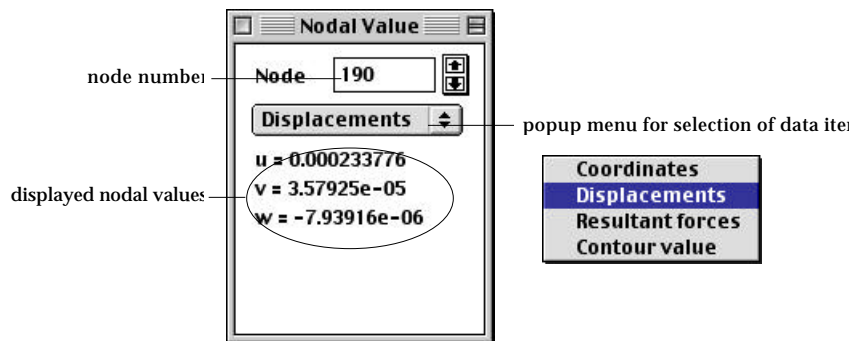 Nodal Value
node number
Node 190
Displacements
popup menu for selection of data iter
u = 0.000233776
v = 3.57925e-05
w = -7.93916e-06
displayed nodal values
Coordinates
Displacements
Resultant forces
Contour value